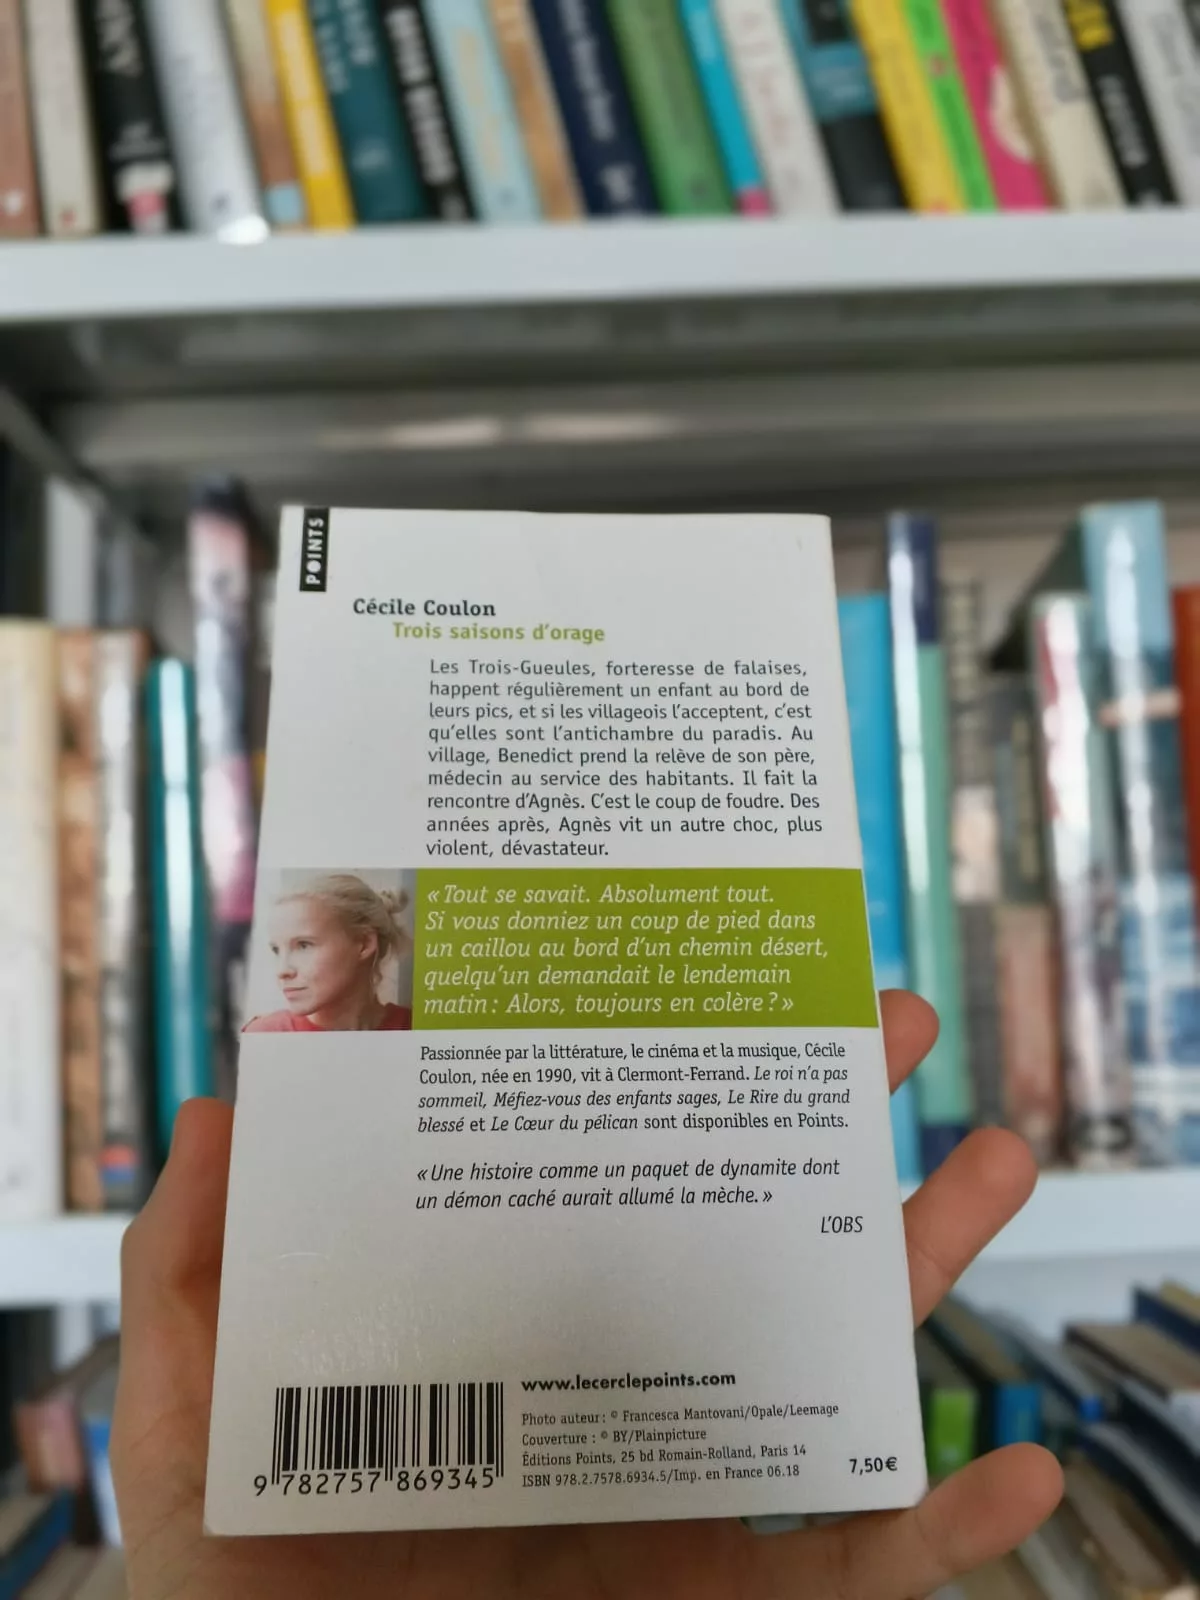 POINTS
Cécile Coulon
Trois saisons d'orage
Les Trois-Gueules, forteresse de falaises,
happent régulièrement un enfant au bord de
leurs pics, et si les villageois l'acceptent, c'est
qu'elles sont l'antichambre du paradis. Au
village, Benedict prend la relève de son père,
médecin au service des habitants. Il fait la
rencontre d'Agnès. C'est le coup de foudre. Des
années après, Agnès vit un autre choc, plus
violent, dévastateur.
« Tout se savait. Absolument tout.
Si vous donniez un coup de pied dans
un caillou au bord d'un chemin désert,
quelqu'un demandait le lendemain
matin : Alors, toujours en colère ? »
Passionnée par la littérature, le cinéma et la musique, Cécile
Coulon, née en 1990, vit à Clermont-Ferrand. Le roi n'a pas
sommeil, Méfiez-vous des enfants sages, Le Rire du grand
blessé et Le Cœur du pélican sont disponibles en Points.
« Une histoire comme un paquet de dynamite dont
un démon caché aurait allumé la mèche. »
L'OBS
www.lecerclepoints.com
Photo auteur : © Francesca Mantovani/Opale/Leemage
Couverture : © BY/Plainpicture
Éditions Points, 25 bd Romain-Rolland, Paris 14
ISBN 978.2.7578.6934.5/Imp. en France 06.18
7,50€
9 782757 869345